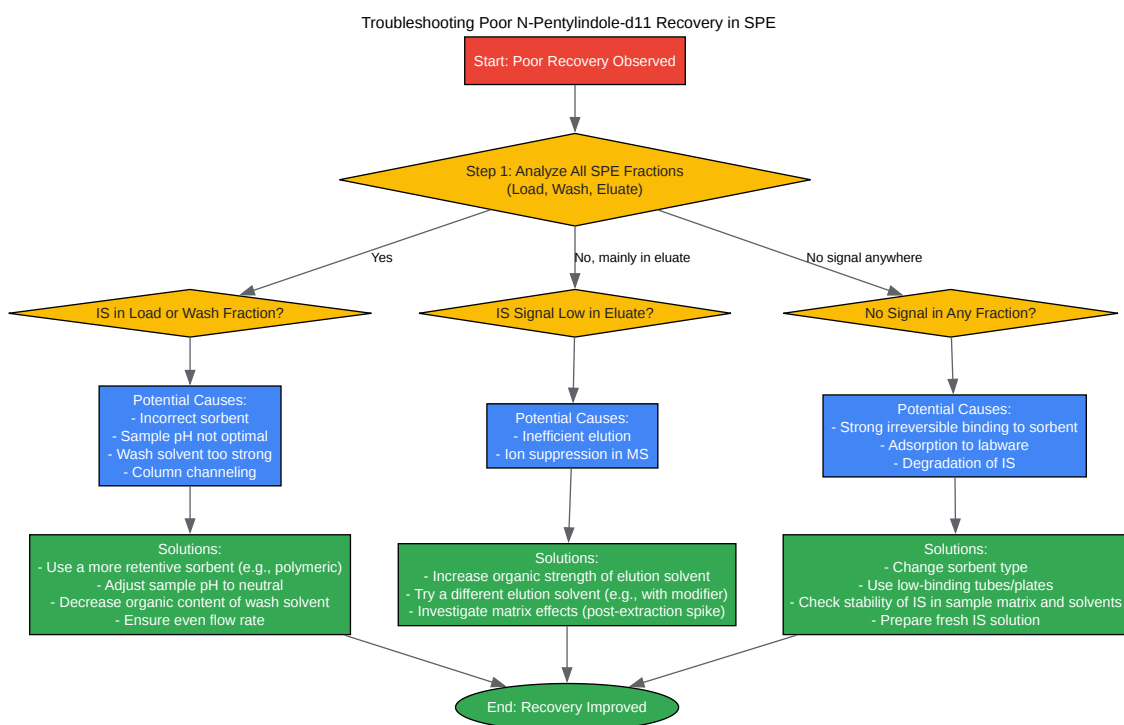 Troubleshooting Poor N-Pentylindole-d11 Recovery in SPE
Start: Poor Recovery Observed
Step 1: Analyze All SPE Fractions
(Load, Wash, Eluate)
Yes
No, mainly in eluate
No signal anywhere
IS in Load or Wash Fraction?
IS Signal Low in Eluate?
No Signal in Any Fraction?
Potential Causes:
- Incorrect sorbent
- Sample pH not optimal
- Wash solvent too strong
- Column channeling
Potential Causes:
- Inefficient elution
- Ion suppression in MS
Potential Causes:
- Strong irreversible binding to sorbent
- Adsorption to labware
- Degradation of IS
Solutions:
- Use a more retentive sorbent (e.g., polymeric)
- Adjust sample pH to neutral
- Decrease organic content of wash solvent
- Ensure even flow rate
Solutions:
- Increase organic strength of elution solvent
- Try a different elution solvent (e.g., with modifier)
- Investigate matrix effects (post-extraction spike)
Solutions:
- Change sorbent type
- Use low-binding tubes/plates
- Check stability of IS in sample matrix and solvents
- Prepare fresh IS solution
End: Recovery Improved